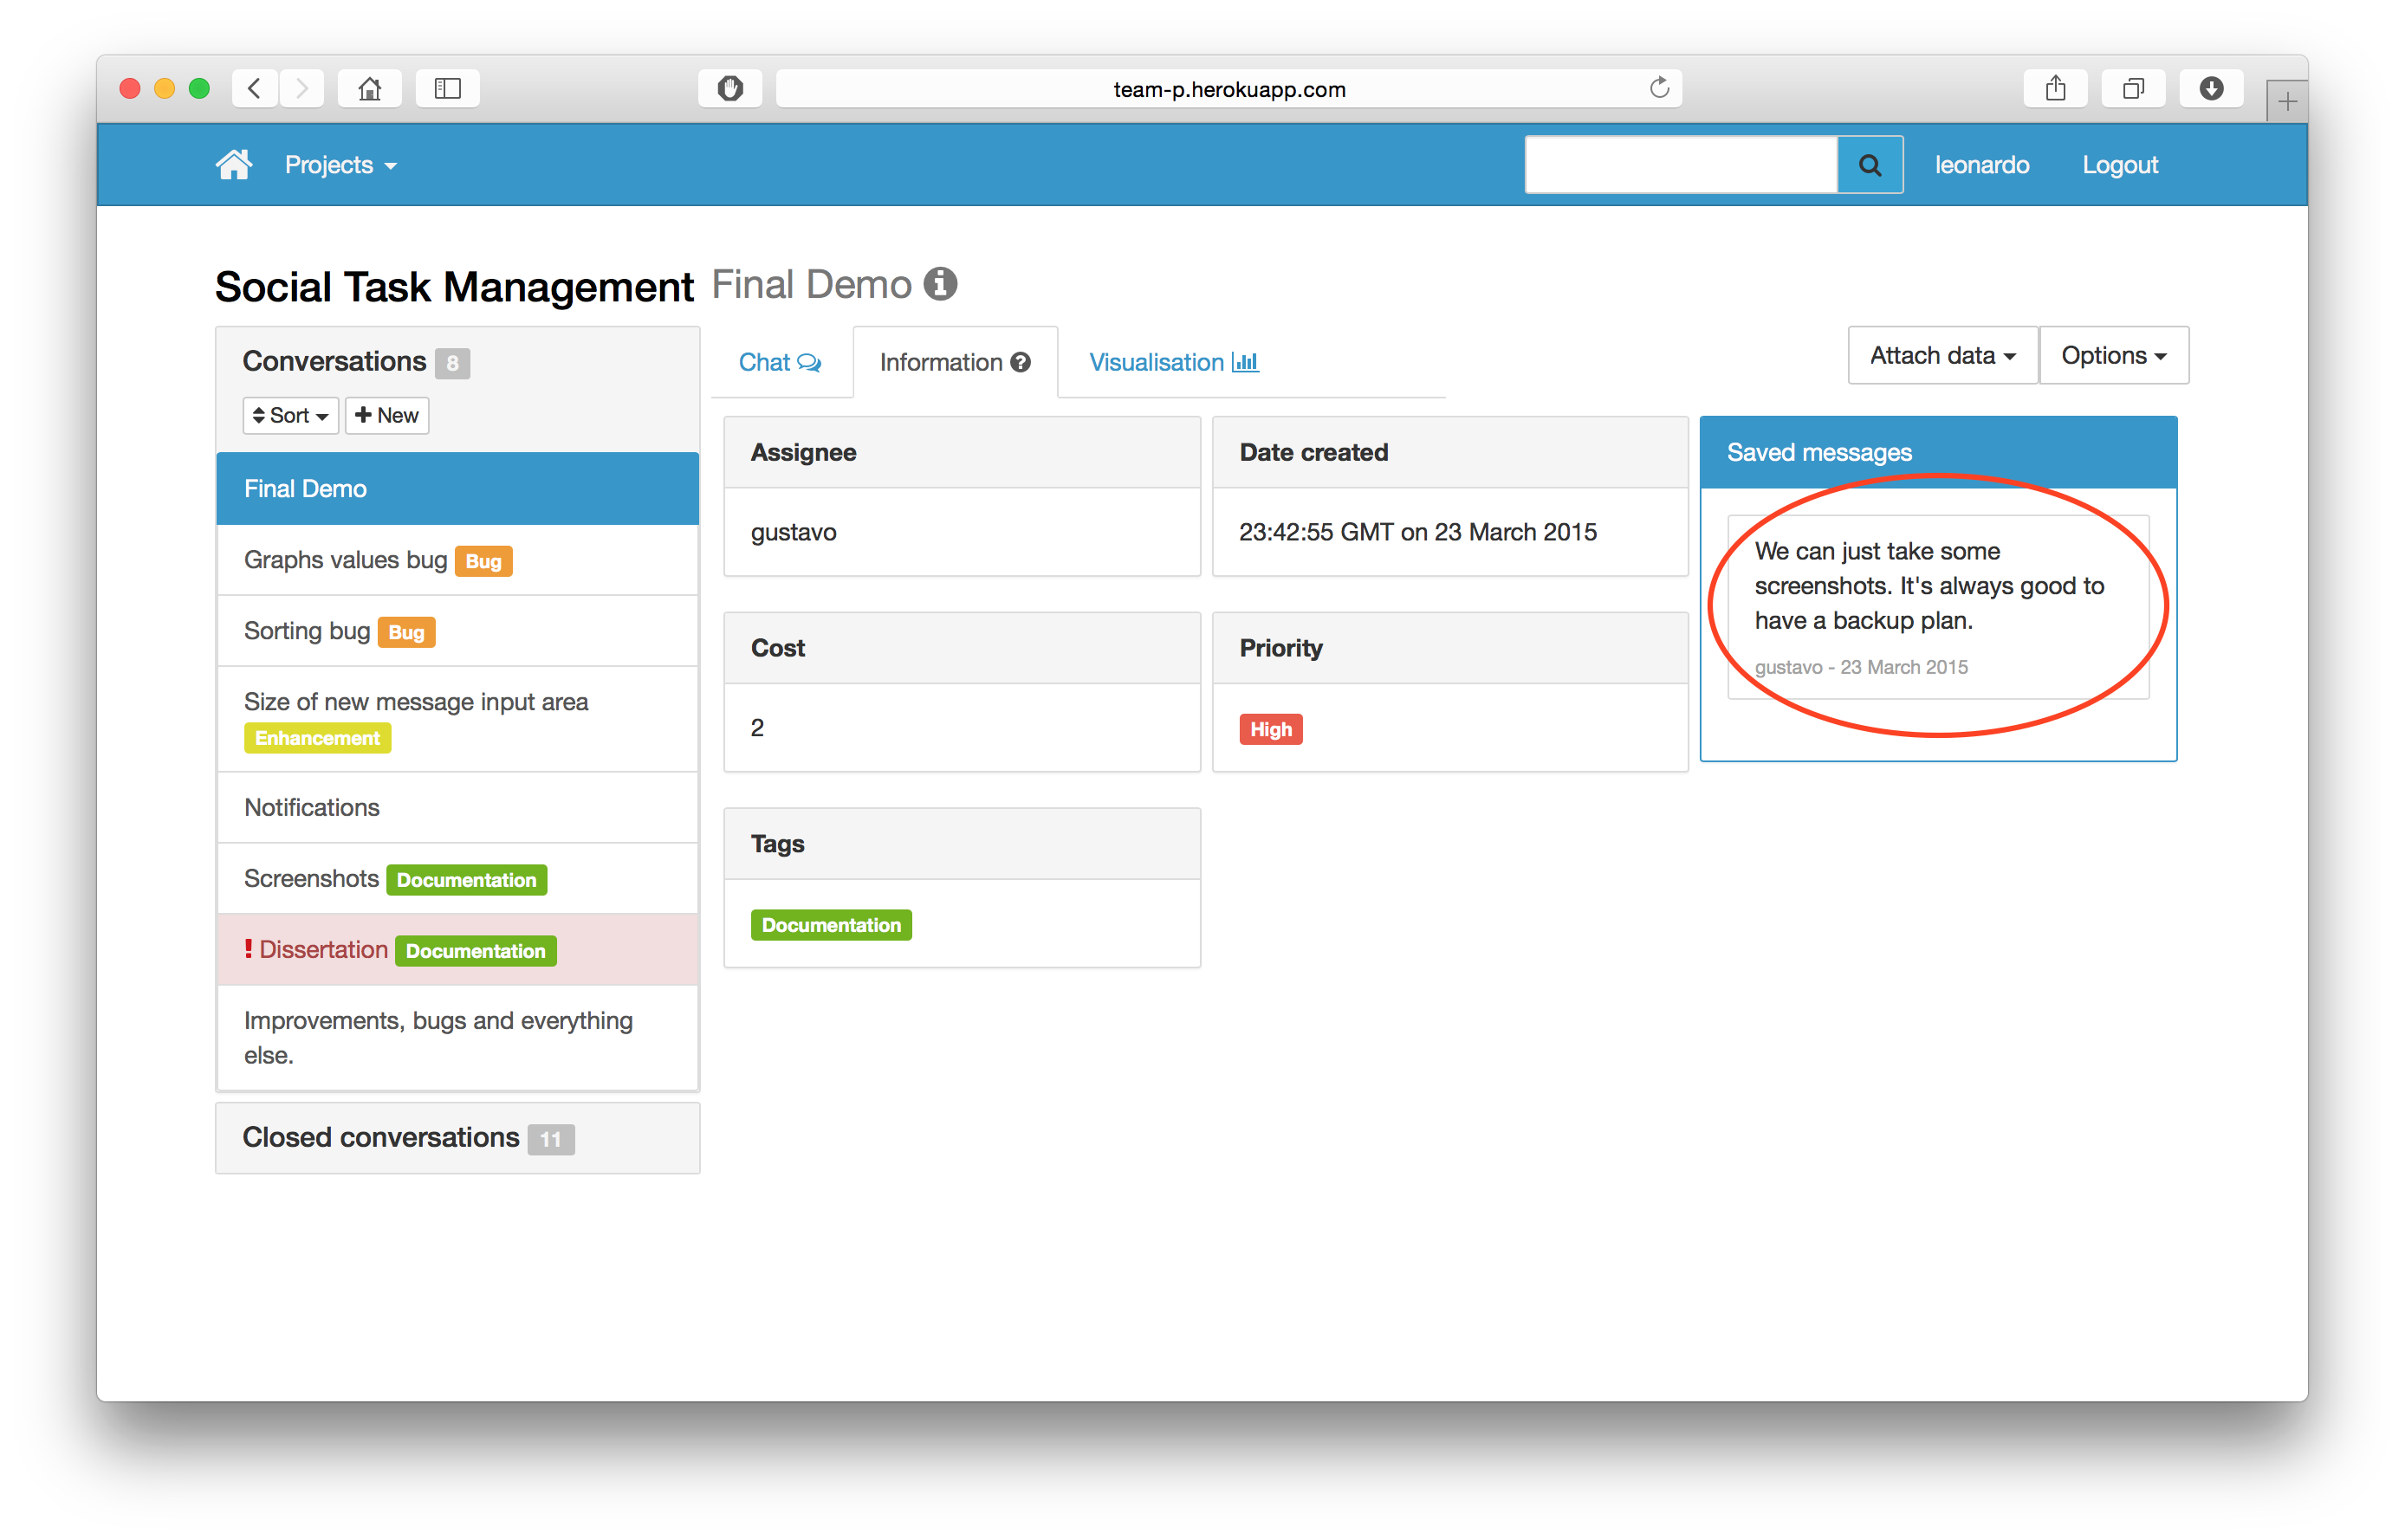 team-p.herokuapp.com
Projects
leonardo
Logout
Social Task Management Final Demo
Conversations 8
Sort
New
Final Demo
Graphs values bug Bug
Sorting bug Bug
Size of new message input area
Enhancement
Notifications
Screenshots Documentation
! Dissertation Documentation
Improvements, bugs and everything
else.
Closed conversations 11
Chat
Information
Visualisation
Attach data
Options
Assignee
gustavo
Date created
23:42:55 GMT on 23 March 2015
Cost
2
Priority
High
Tags
Documentation
Saved messages
We can just take some
screenshots. It's always good to
have a backup plan.
gustavo - 23 March 2015